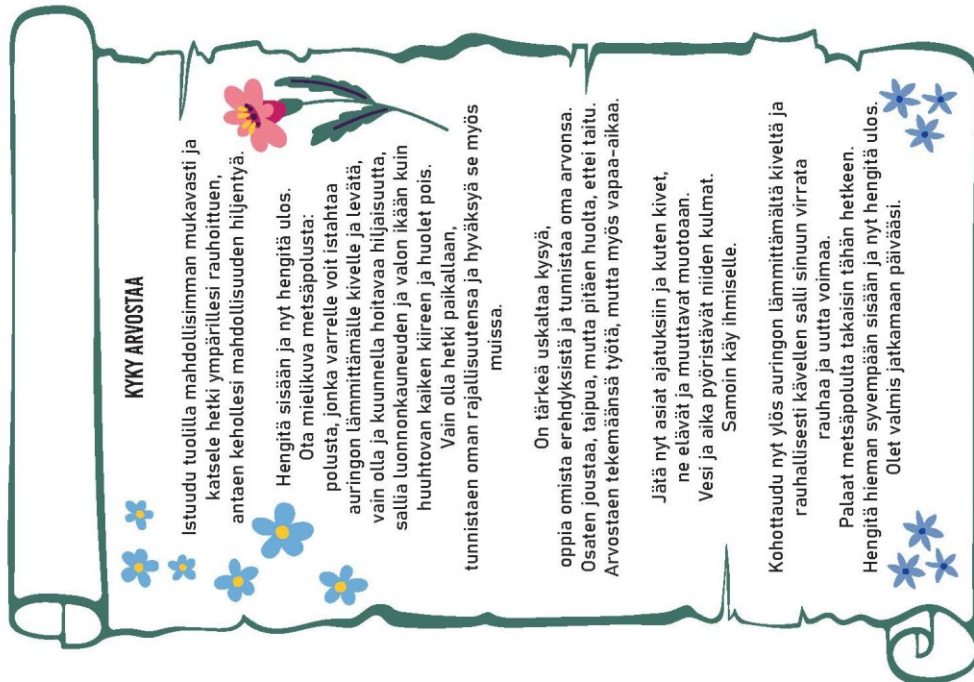 KYKY ARVOSTAA
Istuudu tuolilla mahdollisimman mukavasti ja
katsele hetki ympärillesi rauhoittuen,
antaen kehollesi mahdollisuuden hiljentyä.
Hengitä sisään ja nyt hengitä ulos.
Ota mielikuva metsäpolusta:
polusta, jonka varrelle voit istahtaa
auringon lämmittämälle kivelle ja levätä,
vain olla ja kuunnella hoitavaa hiljaisuutta,
sallia luonnonkauneuden ja valon ikään kuin
huuhtovan kaiken kiireen ja huolet pois.
Vain olla hetki paikallaan,
tunnistaen oman rajallisuutensa ja hyväksyä se myös
muissa.
On tärkeä uskaltaa kysyä,
oppia omista erehdyksistä ja tunnistaa oma arvonsa.
Osaten joustaa, taipua, mutta pitäen huolta, ettei taitu.
Arvostaen tekemäänsä työtä, mutta myös vapaa-aikaa.
Jätä nyt asiat ajatuksiin ja kuten kivet,
ne elävät ja muuttavat muotoaan.
Vesi ja aika pyöristävät niiden kulmat.
Samoin käy ihmiselle.
Kohottaudu nyt ylös auringon lämmittämältä kiveltä ja
rauhallisesti kävellen salli sinuun virrata
rauhaa ja uutta voimaa.
Palaat metsäpolulta takaisin tähän hetkeen.
Hengitä hieman syvempään sisään ja nyt hengitä ulos.
Olet valmis jatkamaan päivääsi.